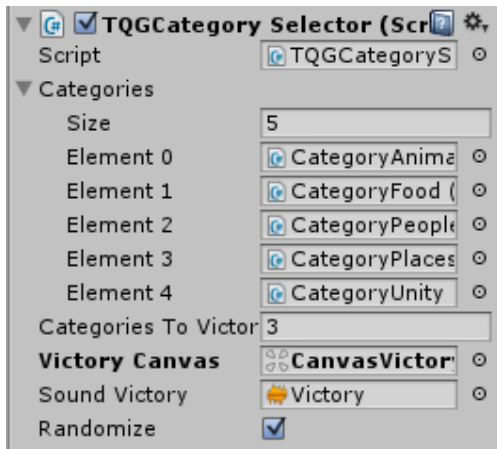 TQGCategory Selector (Scr
Script TQGCategoryS
Categories
Size 5
Element 0 CategoryAnima
Element 1 CategoryFood (
Element 2 CategoryPeople
Element 3 CategoryPlaces
Element 4 CategoryUnity
Categories To Victor 3
Victory Canvas CanvasVictory
Sound Victory Victory
Randomize